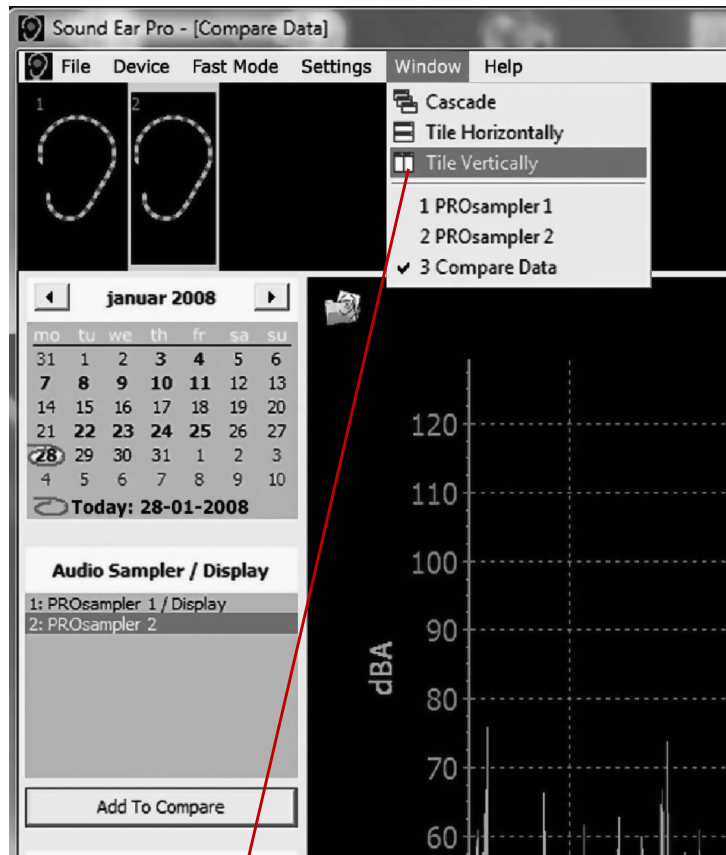 Sound Ear Pro - [Compare Data]
File Device Fast Mode Settings Window Help
1 2
Cascade
Tile Horizontally
Tile Vertically
1 PROsampler 1
2 PROsampler 2
3 Compare Data
januar 2008
mo tu we th fr sa su
31 1 2 3 4 5 6
7 8 9 10 11 12 13
14 15 16 17 18 19 20
21 22 23 24 25 26 27
28 29 30 31 1 2 3
4 5 6 7 8 9 10
Today: 28-01-2008
Audio Sampler / Display
1: PROsampler 1 / Display
2: PROsampler 2
Add To Compare
120
110
100
90
80
70
60
dBA